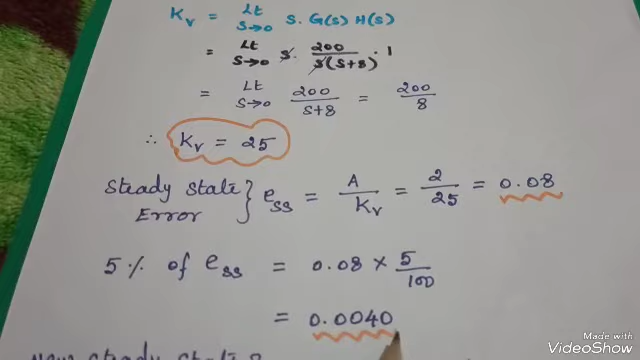 Kv = Lt S→0 S. G(S) H(S)
= Lt S→0 S. 200 / S(S+8) . 1
= Lt S→0 200 / S+8 = 200 / 8
∴ Kv = 25
Steady State Error } ess = A / Kv = 2 / 25 = 0.08
5% of ess = 0.08 × 5 / 100
= 0.0040
Made with
VivaVideo